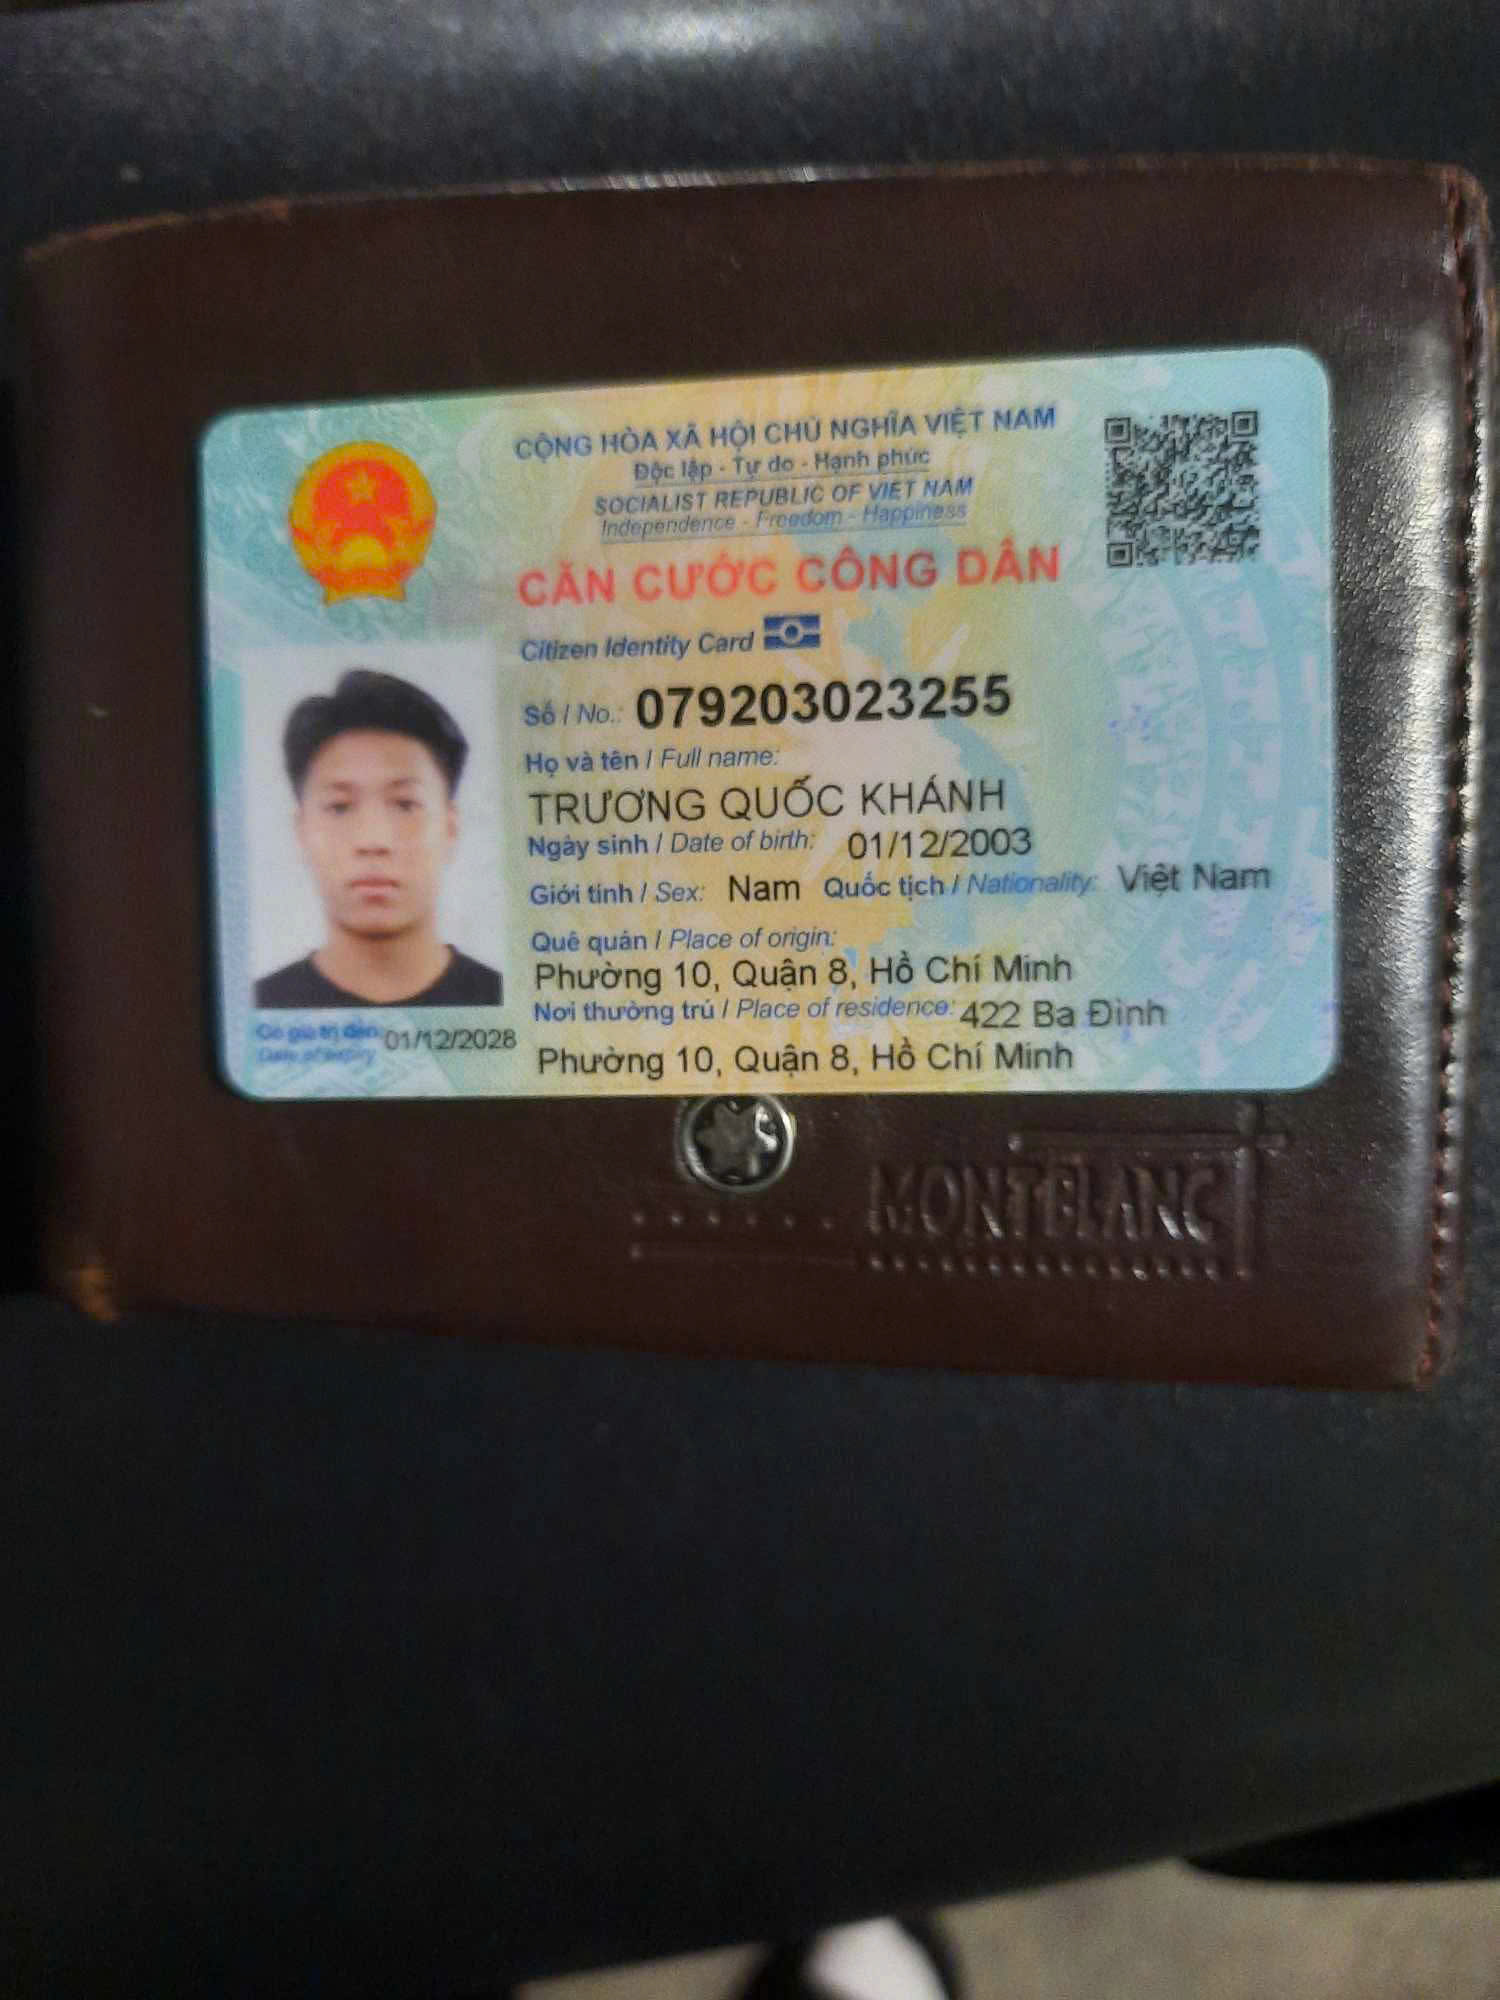 CỘNG HÒA XÃ HỘI CHỦ NGHĨA VIỆT NAM
Độc lập - Tự do - Hạnh phúc
SOCIALIST REPUBLIC OF VIET NAM
Independence - Freedom - Happiness
CĂN CƯỚC CÔNG DÂN
Citizen Identity Card
Số / No.: 079203023255
Họ và tên / Full name:
TRƯƠNG QUỐC KHÁNH
Ngày sinh / Date of birth: 01/12/2003
Giới tính / Sex: Nam Quốc tịch / Nationality: Việt Nam
Quê quán / Place of origin:
Phường 10, Quận 8, Hồ Chí Minh
Nơi thường trú / Place of residence: 422 Ba Đình
Phường 10, Quận 8, Hồ Chí Minh
Có giá trị đến: 01/12/2028
Date of expiry
MONTBLANC